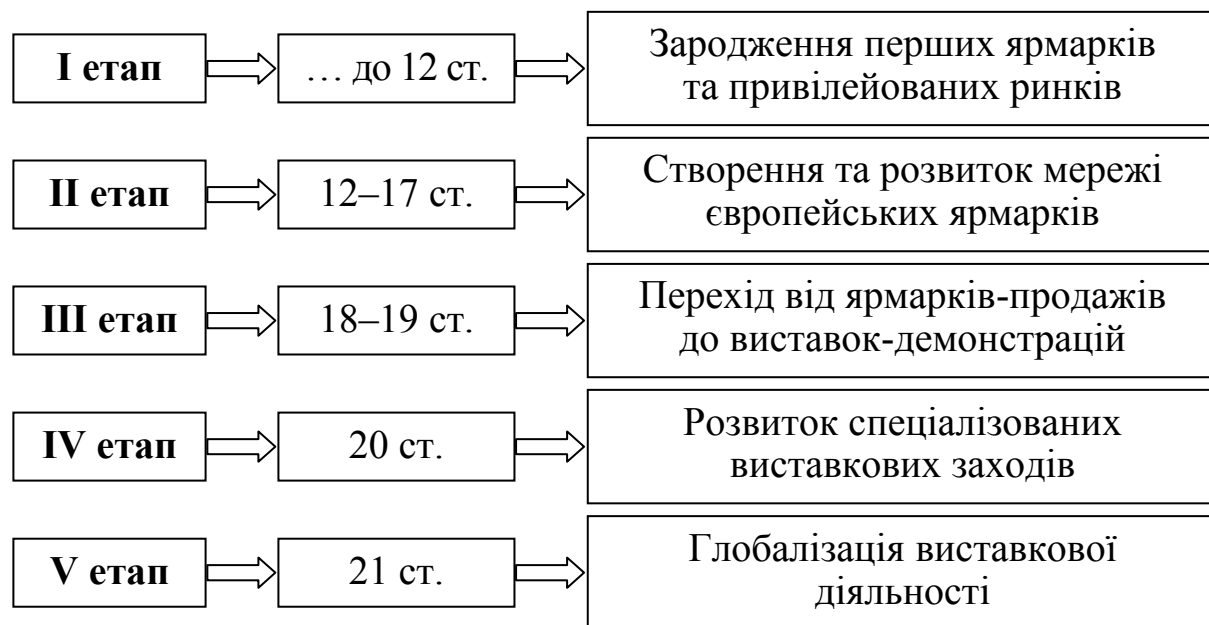 I етап
… до 12 ст.
Зародження перших ярмарків
та привілейованих ринків
II етап
12–17 ст.
Створення та розвиток мережі
європейських ярмарків
III етап
18–19 ст.
Перехід від ярмарків-продажів
до виставок-демонстрацій
IV етап
20 ст.
Розвиток спеціалізованих
виставкових заходів
V етап
21 ст.
Глобалізація виставкової
діяльності